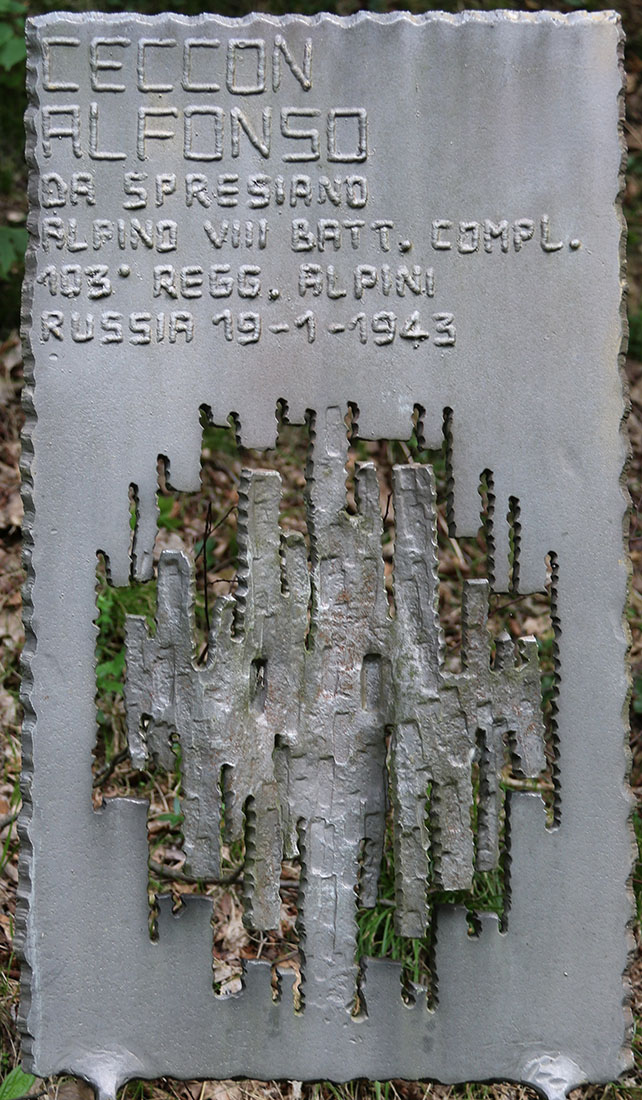 CECCON
ALFONSO
DA SPRESIANO
ALPINO VIII BATT. COMPL.
103° REGG. ALPINI
RUSSIA 19-1-1943